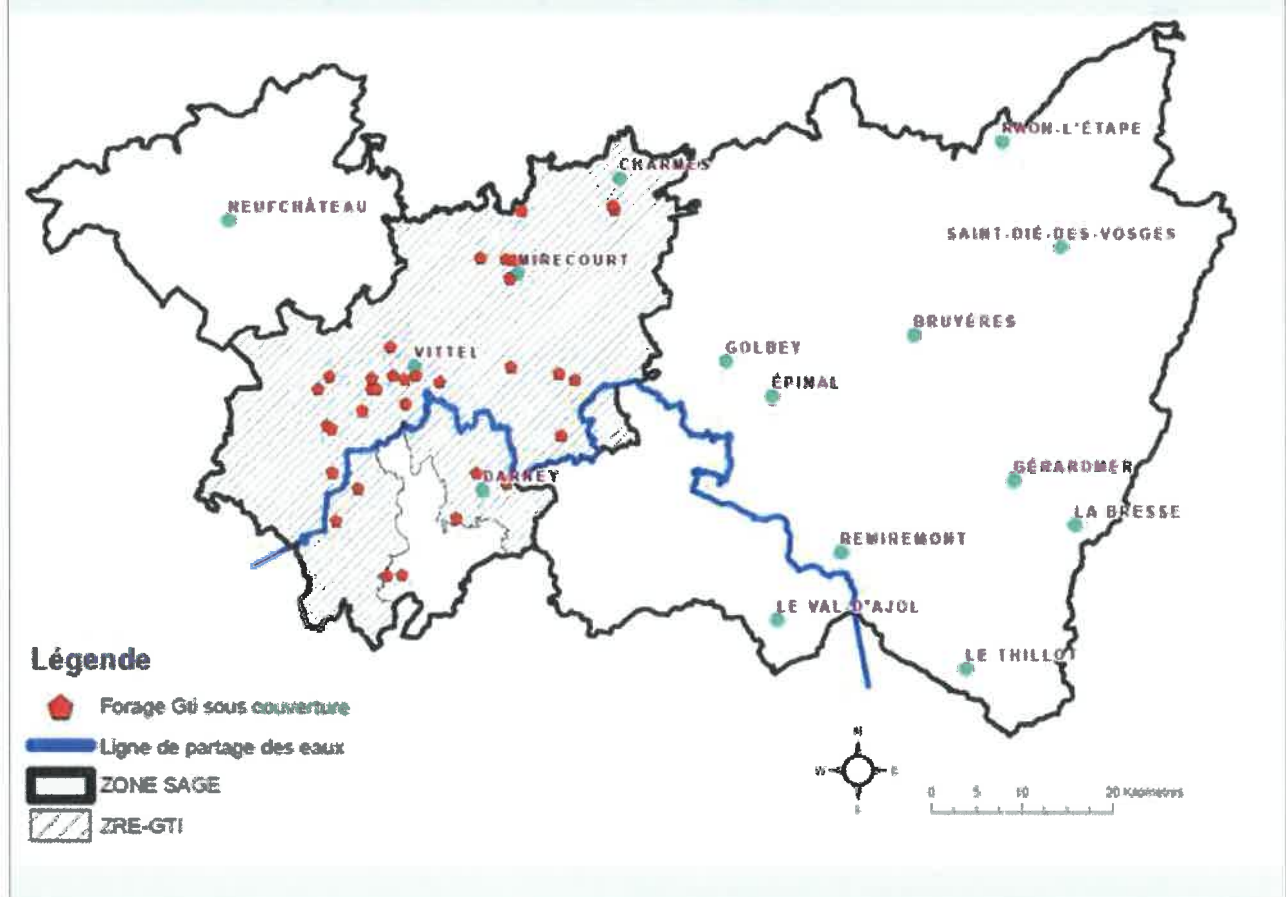 RAON-L'ÉTAPE
CHARMES
NEUFCHÂTEAU
SAINT-DIÉ-DES-VOSGES
MIRECOURT
BRUYÈRES
VITTEL
GOLBEY
ÉPINAL
GÉRARDMER
DARNEY
LA BRESSE
REMIREMONT
LE VAL D'AJOL
LE THILLOT
Légende
Forage Gti sous couverture
Ligne de partage des eaux
ZONE SAGE
ZRE-GTI
N
W E
S
0 5 10 20 Kilomètres